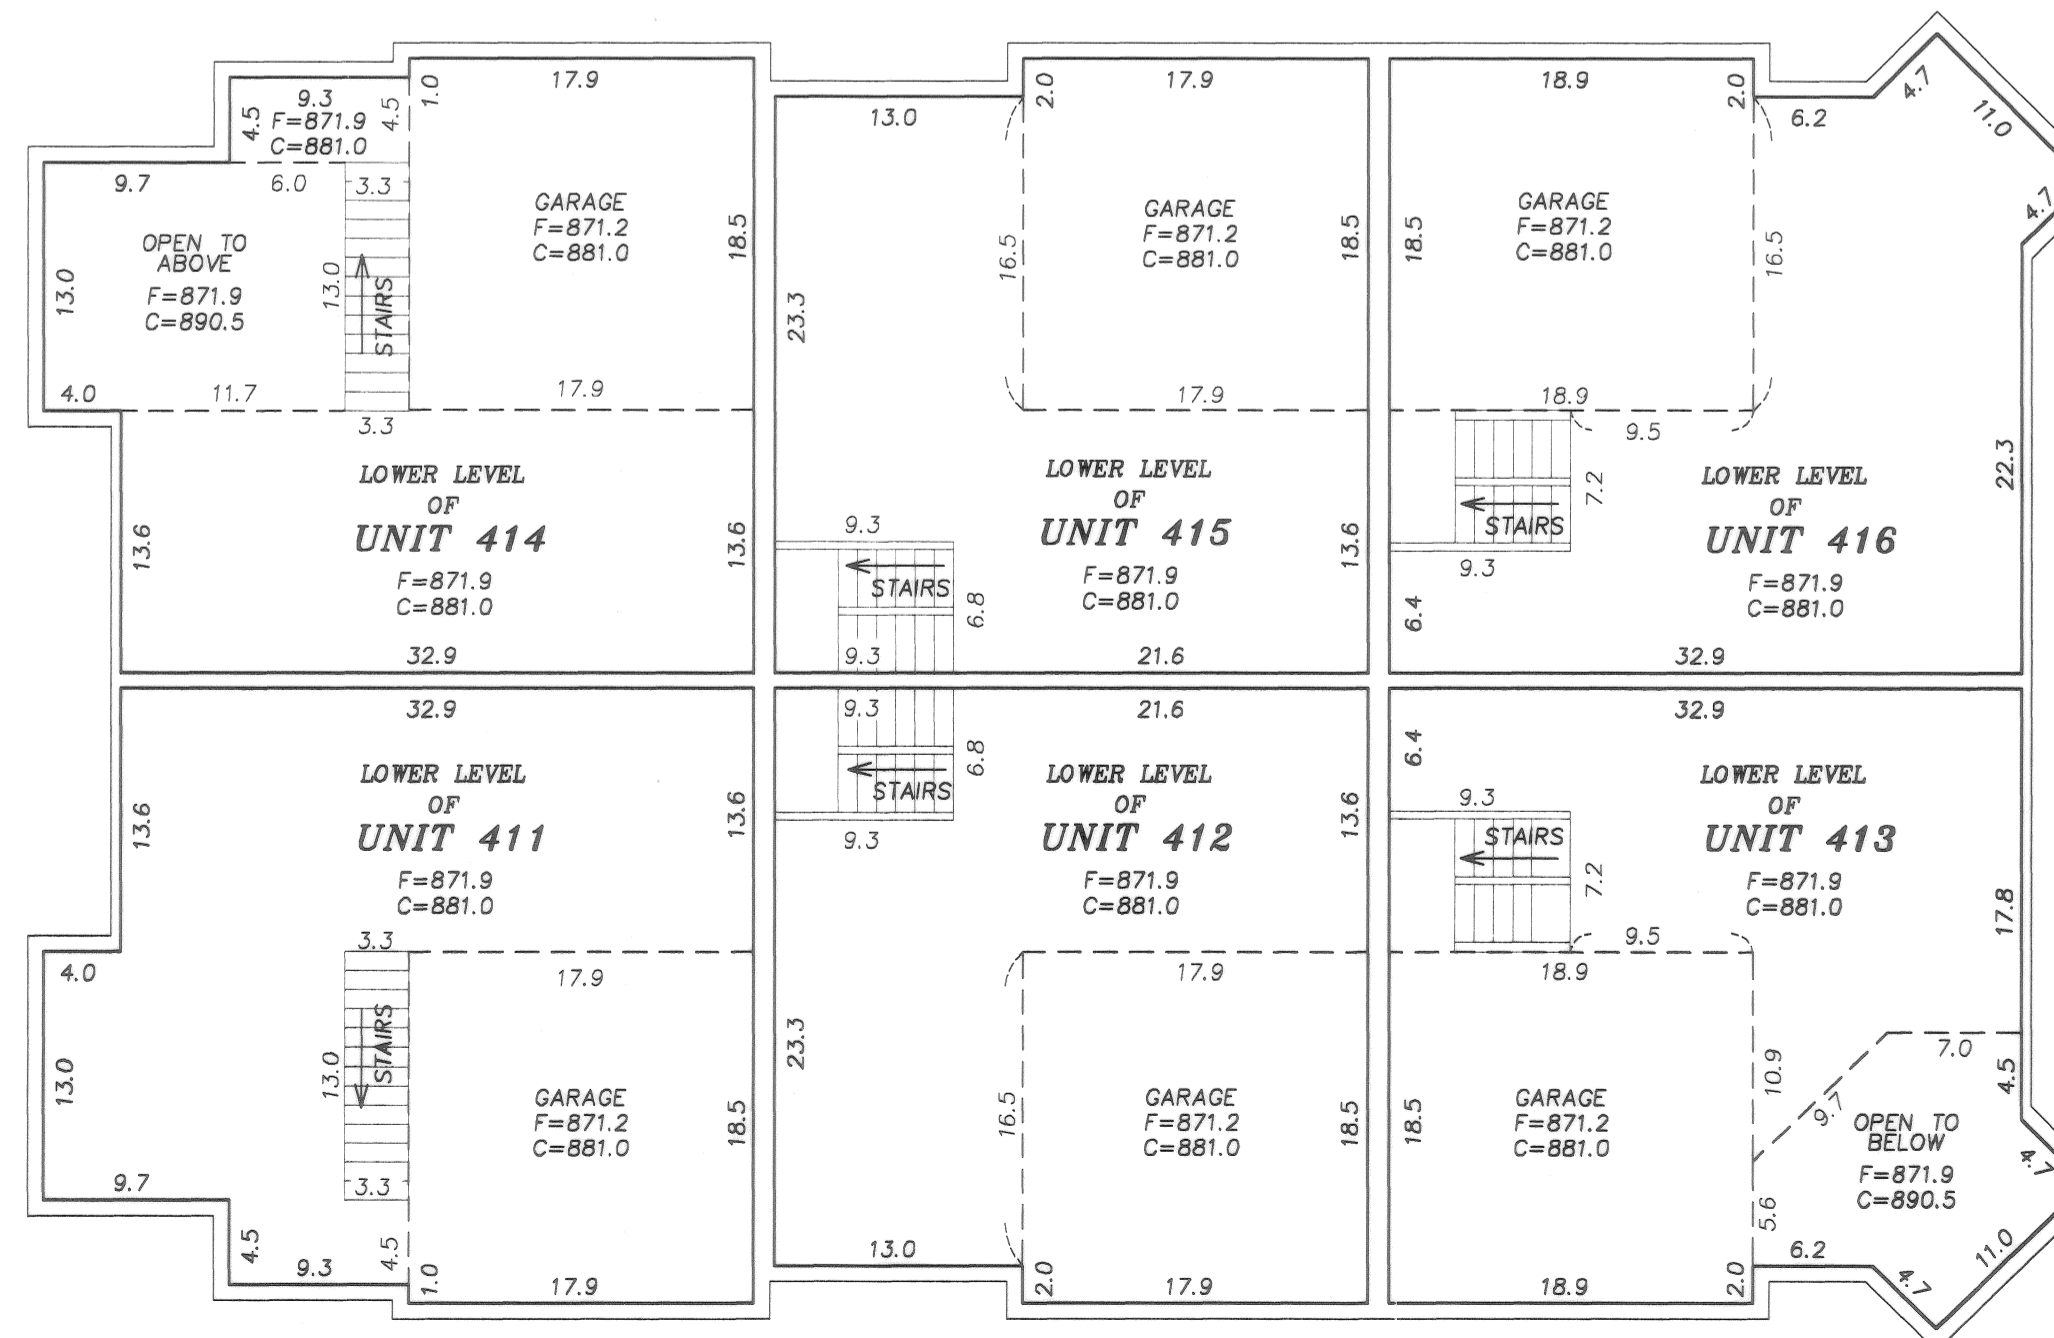 17.9
1.0
9.3
4.5
4.5
F=871.9
C=881.0
9.7
6.0
3.3
OPEN TO
ABOVE
F=871.9
C=890.5
13.0
13.0
STAIRS
GARAGE
F=871.2
C=881.0
18.5
4.0
11.7
3.3
17.9
LOWER LEVEL
OF
UNIT 414
F=871.9
C=881.0
13.6
13.6
32.9
13.0
2.0
17.9
23.3
16.5
GARAGE
F=871.2
C=881.0
18.5
17.9
LOWER LEVEL
OF
UNIT 415
F=871.9
C=881.0
13.6
9.3
STAIRS
6.8
9.3
21.6
18.9
2.0
6.2
4.7
11.0
4.7
18.5
GARAGE
F=871.2
C=881.0
16.5
18.9
9.5
7.2
STAIRS
9.3
6.4
LOWER LEVEL
OF
UNIT 416
F=871.9
C=881.0
22.3
32.9
32.9
LOWER LEVEL
OF
UNIT 411
F=871.9
C=881.0
13.6
13.6
4.0
3.3
17.9
13.0
13.0
STAIRS
GARAGE
F=871.2
C=881.0
18.5
9.7
3.3
4.5
4.5
9.3
1.0
17.9
9.3
21.6
6.8
STAIRS
9.3
LOWER LEVEL
OF
UNIT 412
F=871.9
C=881.0
13.6
17.9
23.3
16.5
GARAGE
F=871.2
C=881.0
18.5
13.0
2.0
17.9
32.9
6.4
9.3
STAIRS
7.2
LOWER LEVEL
OF
UNIT 413
F=871.9
C=881.0
17.8
9.5
18.9
18.5
GARAGE
F=871.2
C=881.0
10.9
9.7
7.0
4.5
OPEN TO
BELOW
F=871.9
C=890.5
4.7
5.6
6.2
11.0
4.7
2.0
18.9